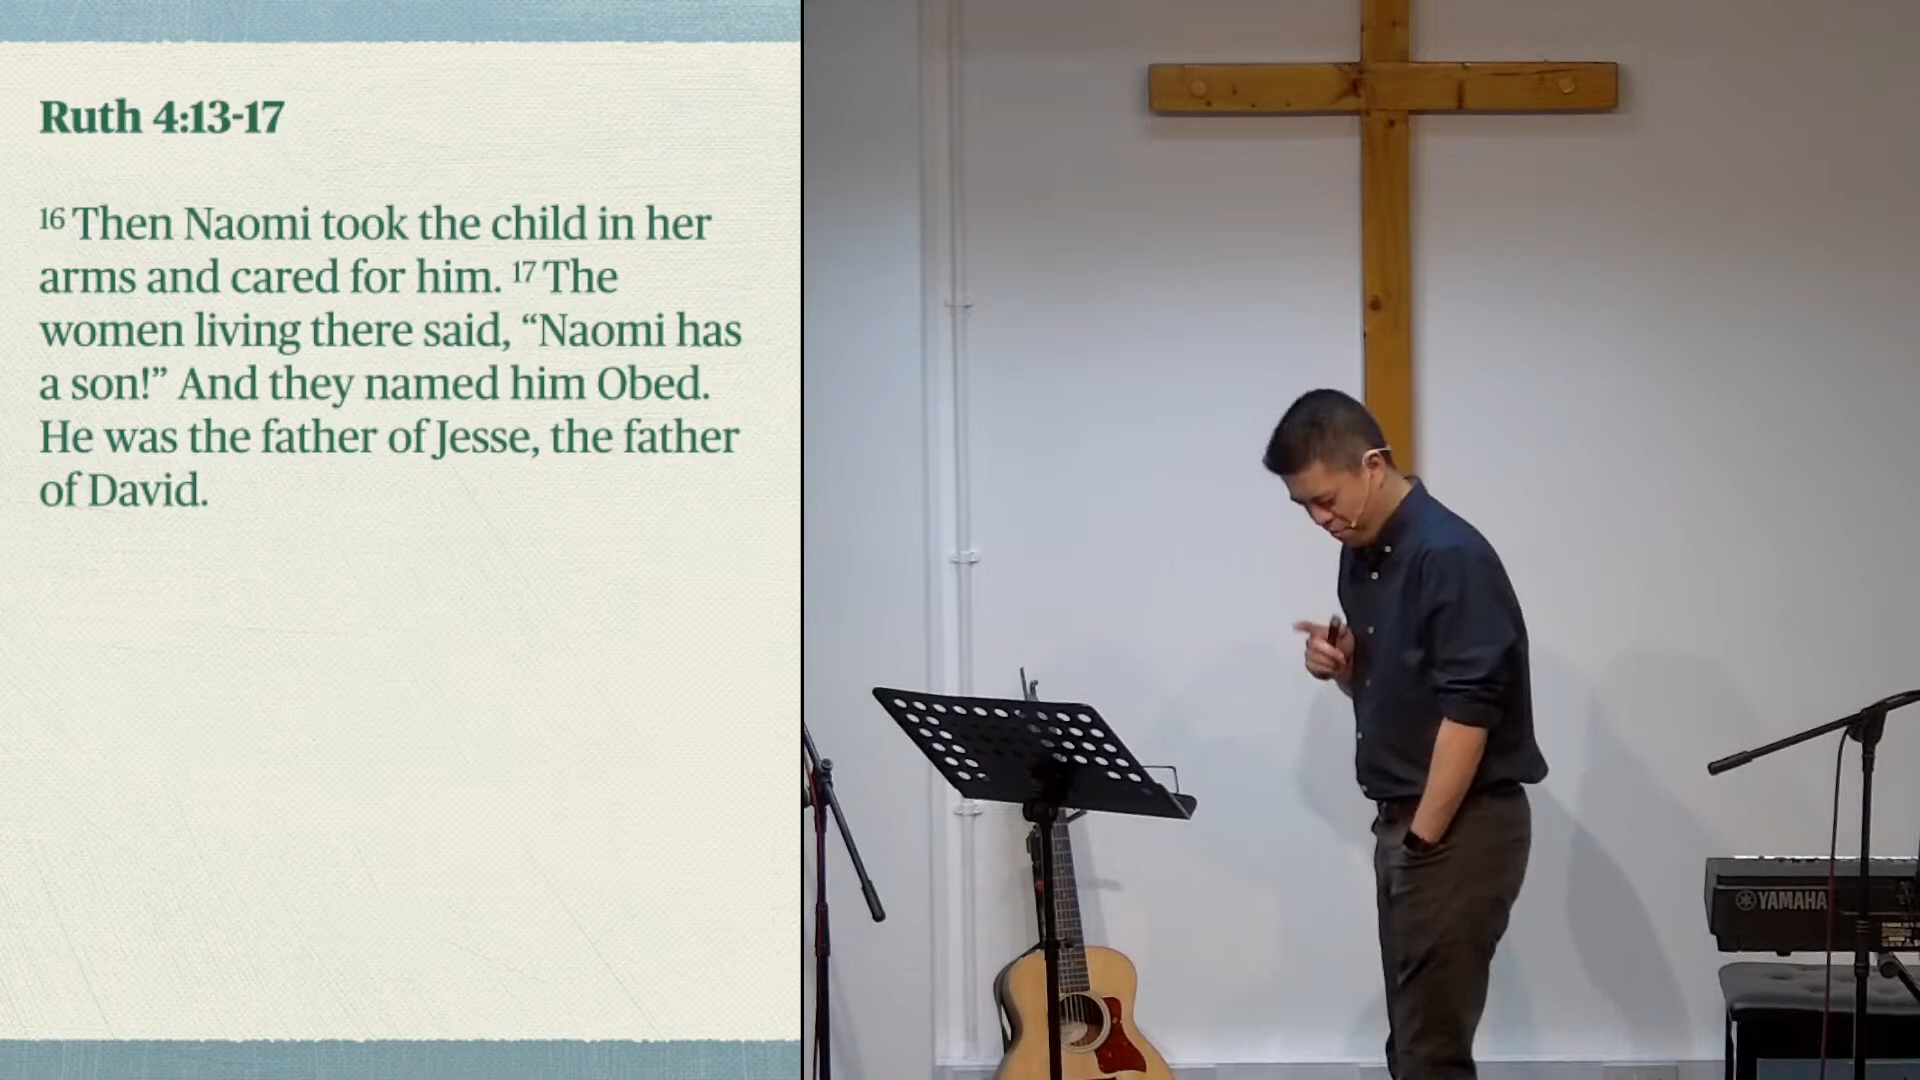 Ruth 4:13-17
16 Then Naomi took the child in her
arms and cared for him. 17 The
women living there said, “Naomi has
a son!” And they named him Obed.
He was the father of Jesse, the father
of David.
YAMAHA